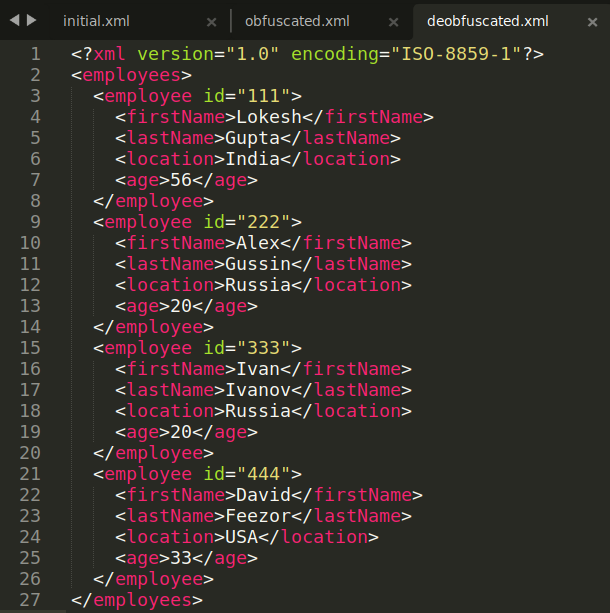 initial.xml obfuscated.xml deobfuscated.xml
1 <?xml version="1.0" encoding="ISO-8859-1"?>
2 <employees>
3   <employee id="111">
4     <firstName>Lokesh</firstName>
5     <lastName>Gupta</lastName>
6     <location>India</location>
7     <age>56</age>
8   </employee>
9   <employee id="222">
10     <firstName>Alex</firstName>
11     <lastName>Gussin</lastName>
12     <location>Russia</location>
13     <age>20</age>
14   </employee>
15   <employee id="333">
16     <firstName>Ivan</firstName>
17     <lastName>Ivanov</lastName>
18     <location>Russia</location>
19     <age>20</age>
20   </employee>
21   <employee id="444">
22     <firstName>David</firstName>
23     <lastName>Feezor</lastName>
24     <location>USA</location>
25     <age>33</age>
26   </employee>
27 </employees>